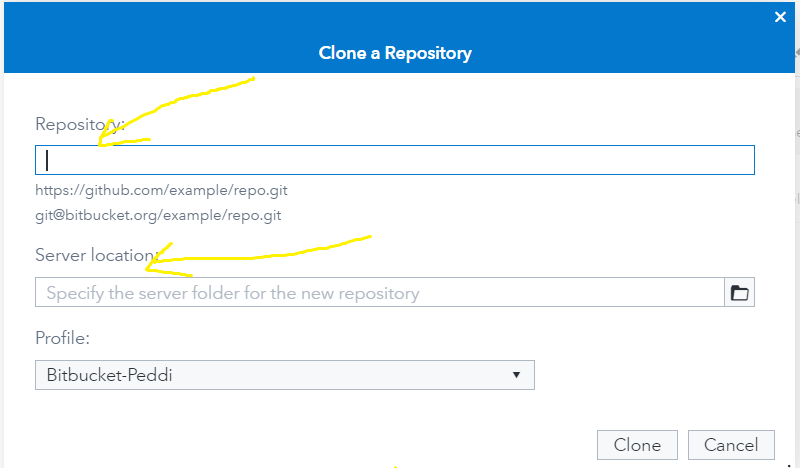 Clone a Repository
Repository:
https://github.com/example/repo.git
git@bitbucket.org/example/repo.git
Server location:
Specify the server folder for the new repository
Profile:
Bitbucket-Peddi
Clone
Cancel